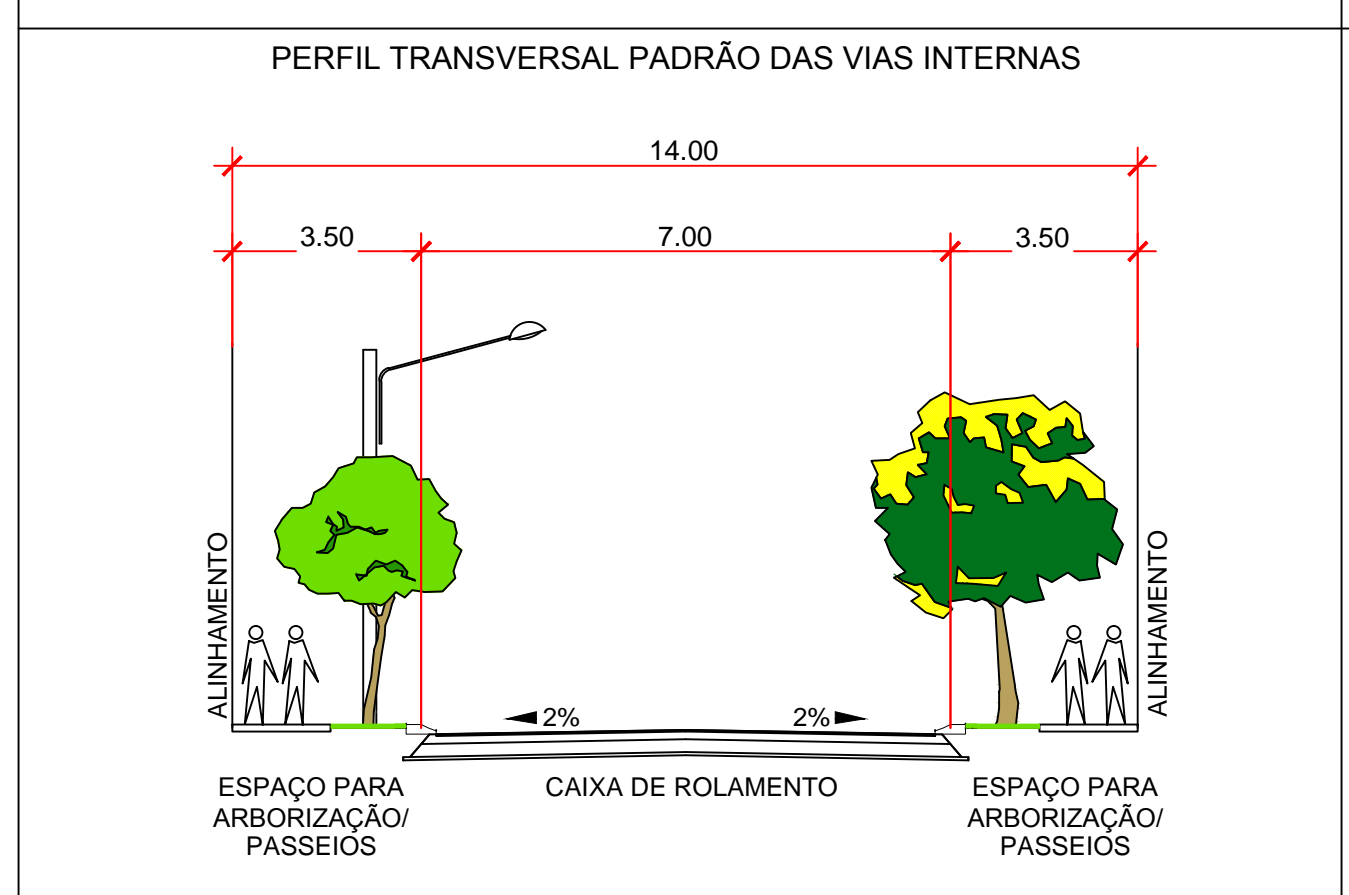 PERFIL TRANSVERSAL PADRÃO DAS VIAS INTERNAS
14.00
3.50
7.00
3.50
ALINHAMENTO
ALINHAMENTO
2%
2%
ESPAÇO PARA
ARBORIZAÇÃO/
PASSEIOS
CAIXA DE ROLAMENTO
ESPAÇO PARA
ARBORIZAÇÃO/
PASSEIOS